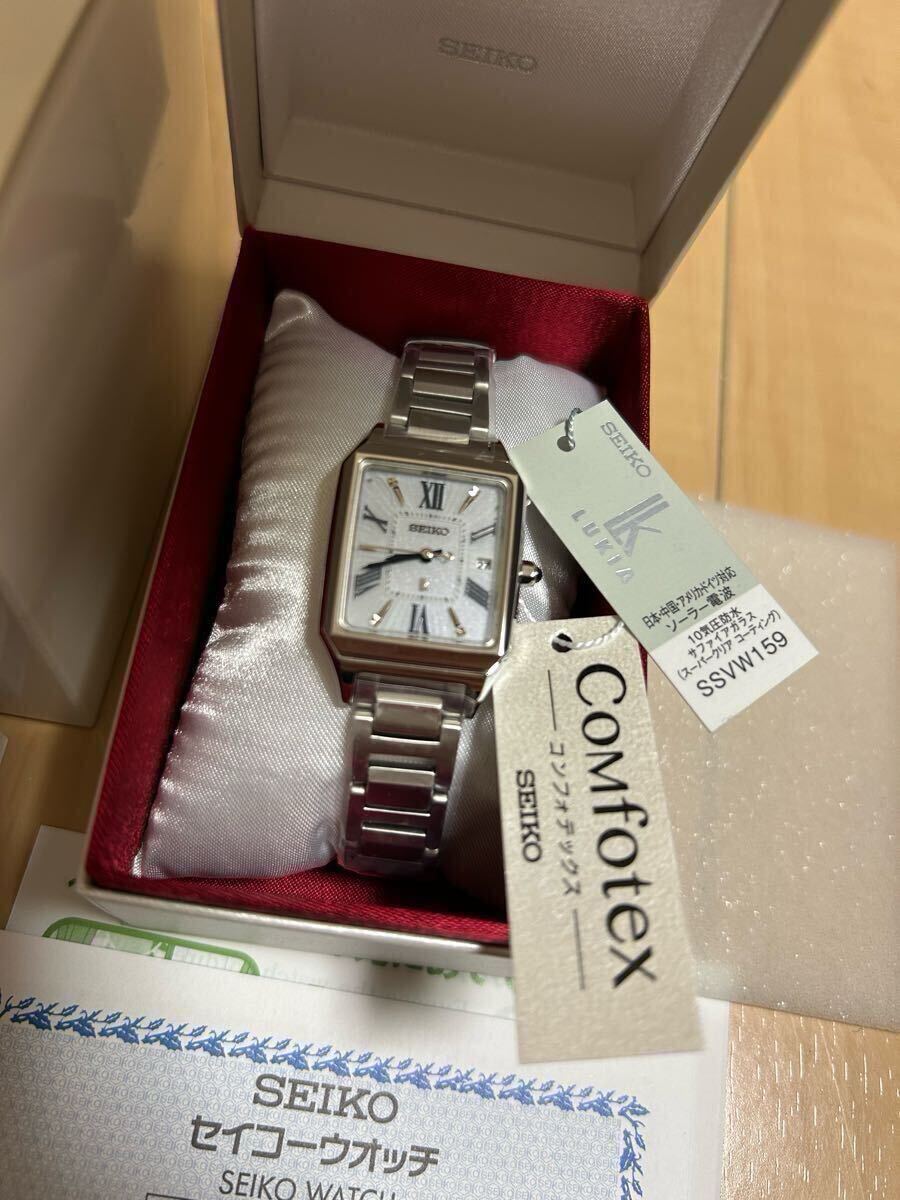 SEIKO
XII
SEIKO
X
VI
SEIKO
LK
LUKIA
日本・中国・アメリカ・ドイツ対応
ソーラー電波
10気圧防水
サファイアガラス
(スーパークリア コーティング)
SSVW159
ComfoteX
コンフォテックス
SEIKO
SEIKO
セイコーウオッチ
SEIKO WATCH